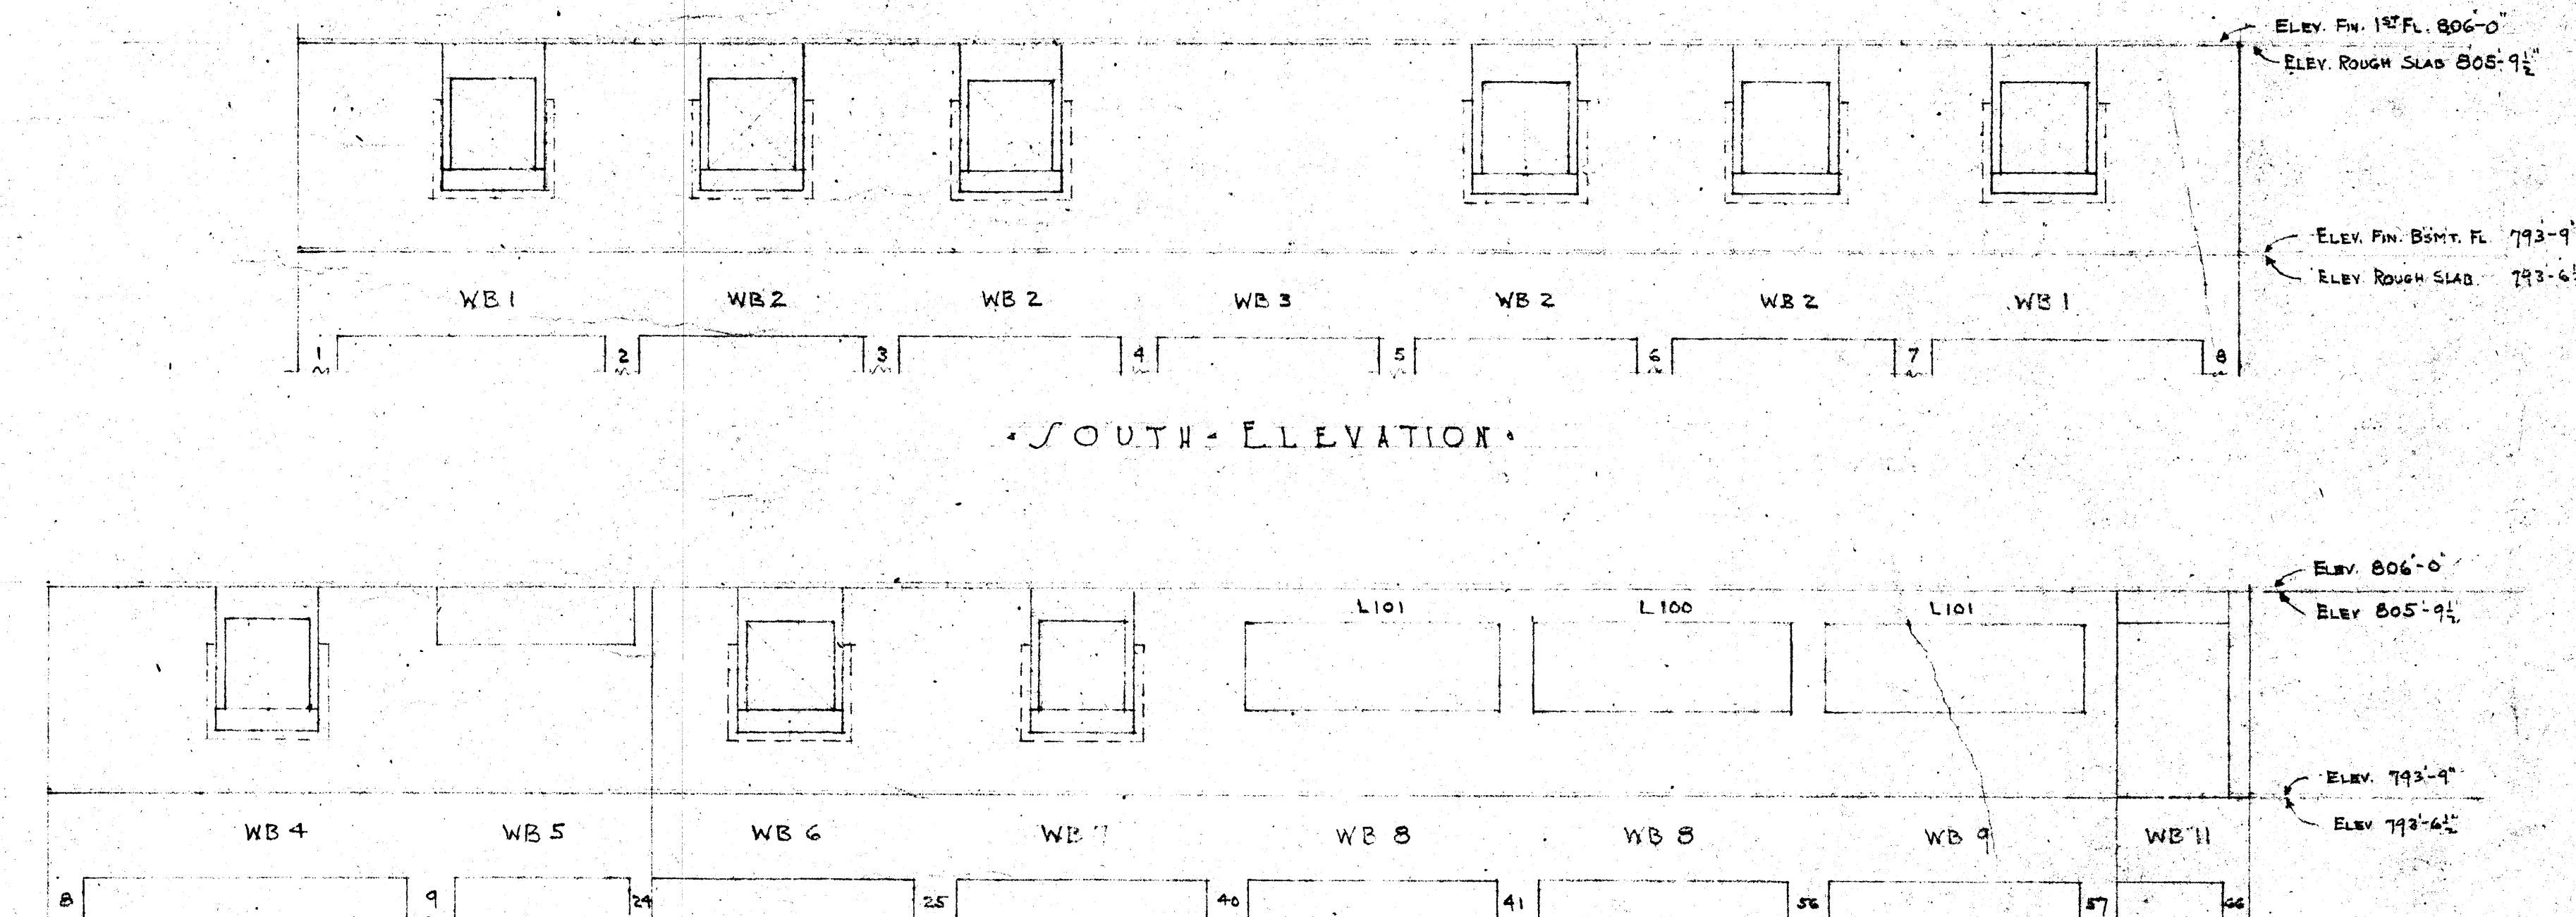 ELEV. FIN. 1ST FL. 806'-0"
ELEV. ROUGH SLAB 805'-9½"
ELEV. FIN. BSMT. FL. 793'-9"
ELEV ROUGH SLAB. 793'-6½
WB 1 WB 2 WB 2 WB 3 WB 2 WB 2 WB 1
1 2 3 4 5 6 7 8
·SOUTH-ELEVATION·
ELEV. 806'-0"
L101 L100 L101
ELEV 805'-9½
ELEV. 793'-9"
ELEV 793'-6½"
WB 4 WB 5 WB 6 WB 7 WB 8 WB 8 WB 9 WB 11
8 9 24 25 40 41 56 57 66